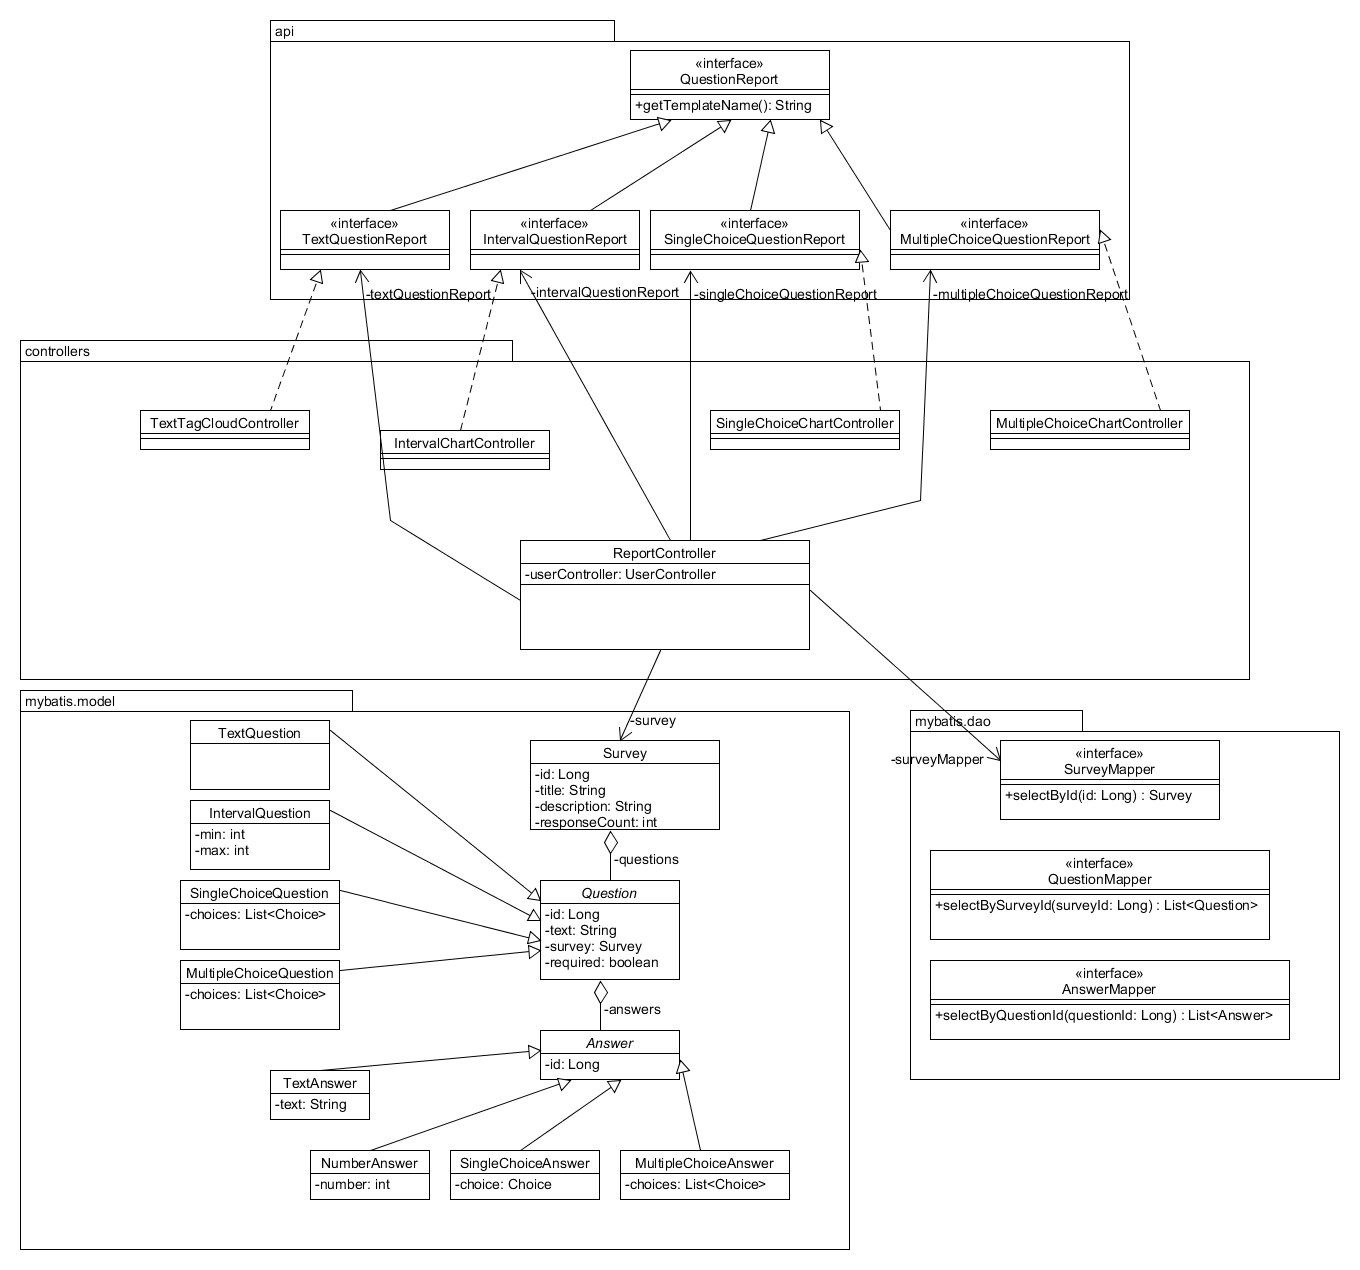 api
«interface»
QuestionReport
+getTemplateName(): String
«interface»
TextQuestionReport
«interface»
IntervalQuestionReport
«interface»
SingleChoiceQuestionReport
«interface»
MultipleChoiceQuestionReport
-textQuestionReport
-intervalQuestionReport
-singleChoiceQuestionReport
-multipleChoiceQuestionReport
controllers
TextTagCloudController
IntervalChartController
SingleChoiceChartController
MultipleChoiceChartController
ReportController
-userController: UserController
mybatis.model
TextQuestion
IntervalQuestion
-min: int
-max: int
SingleChoiceQuestion
-choices: List<Choice>
MultipleChoiceQuestion
-choices: List<Choice>
-survey
Survey
-id: Long
-title: String
-description: String
-responseCount: int
-questions
Question
-id: Long
-text: String
-survey: Survey
-required: boolean
-answers
Answer
-id: Long
TextAnswer
-text: String
NumberAnswer
-number: int
SingleChoiceAnswer
-choice: Choice
MultipleChoiceAnswer
-choices: List<Choice>
mybatis.dao
-surveyMapper
«interface»
SurveyMapper
+selectById(id: Long) : Survey
«interface»
QuestionMapper
+selectBySurveyId(surveyId: Long) : List<Question>
«interface»
AnswerMapper
+selectByQuestionId(questionId: Long) : List<Answer>